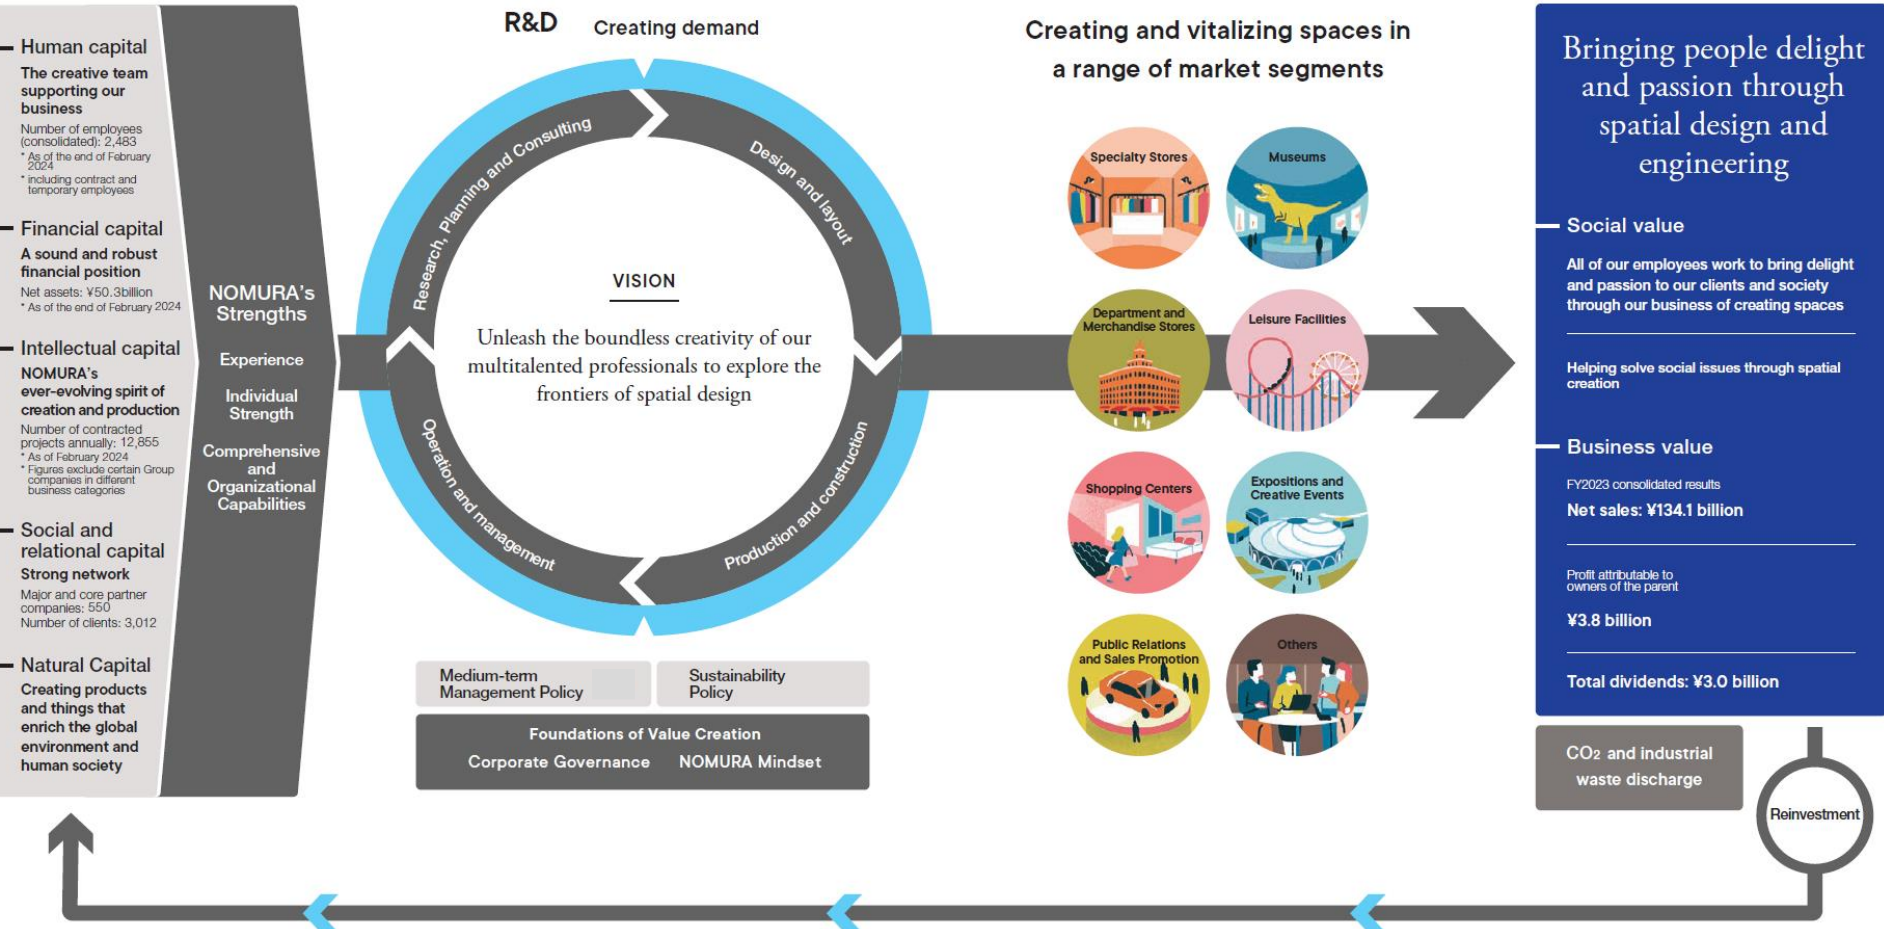 Human capital
The creative team
supporting our
business
Number of employees
(consolidated): 2,483
* As of the end of February
2024
* including contract and
temporary employees
Financial capital
A sound and robust
financial position
Net assets: ¥50.3billion
* As of the end of February 2024
Intellectual capital
NOMURA's
ever-evolving spirit of
creation and production
Number of contracted
projects annually: 12,855
* As of February 2024
* Figures exclude certain Group
companies in different
business categories
Social and
relational capital
Strong network
Major and core partner
companies: 550
Number of clients: 3,012
Natural Capital
Creating products
and things that
enrich the global
environment and
human society
NOMURA's
Strengths
Experience
Individual
Strength
Comprehensive
and
Organizational
Capabilities
R&D
Creating demand
Research, Planning and Consulting
Design and layout
Production and construction
Operation and management
VISION
Unleash the boundless creativity of our
multitalented professionals to explore the
frontiers of spatial design
Medium-term
Management Policy
Sustainability
Policy
Foundations of Value Creation
Corporate Governance NOMURA Mindset
Creating and vitalizing spaces in
a range of market segments
Specialty Stores
Museums
Department and
Merchandise Stores
Leisure Facilities
Shopping Centers
Expositions and
Creative Events
Public Relations
and Sales Promotion
Others
Bringing people delight
and passion through
spatial design and
engineering
Social value
All of our employees work to bring delight
and passion to our clients and society
through our business of creating spaces
Helping solve social issues through spatial
creation
Business value
FY2023 consolidated results
Net sales: ¥134.1 billion
Profit attributable to
owners of the parent
¥3.8 billion
Total dividends: ¥3.0 billion
CO2 and industrial
waste discharge
Reinvestment